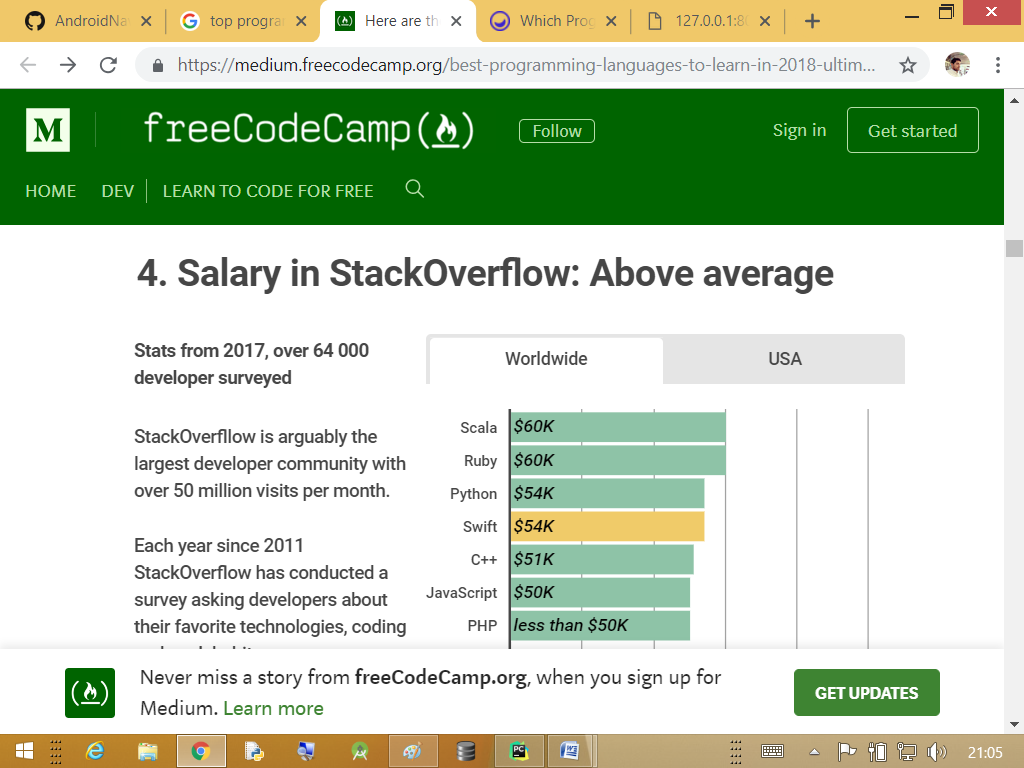 AndroidNa
top progra
Here are th
Which Prog
127.0.0.1:80
https://medium.freecodecamp.org/best-programming-languages-to-learn-in-2018-ultim...
M
freeCodeCamp
Follow
Sign in
Get started
HOME
DEV
LEARN TO CODE FOR FREE
4. Salary in StackOverflow: Above average
Stats from 2017, over 64 000
developer surveyed
StackOverfllow is arguably the
largest developer community with
over 50 million visits per month.
Each year since 2011
StackOverflow has conducted a
survey asking developers about
their favorite technologies, coding
Worldwide
USA
Scala $60K
Ruby $60K
Python $54K
Swift $54K
C++ $51K
JavaScript $50K
PHP less than $50K
Never miss a story from freeCodeCamp.org, when you sign up for
Medium. Learn more
GET UPDATES
21:05